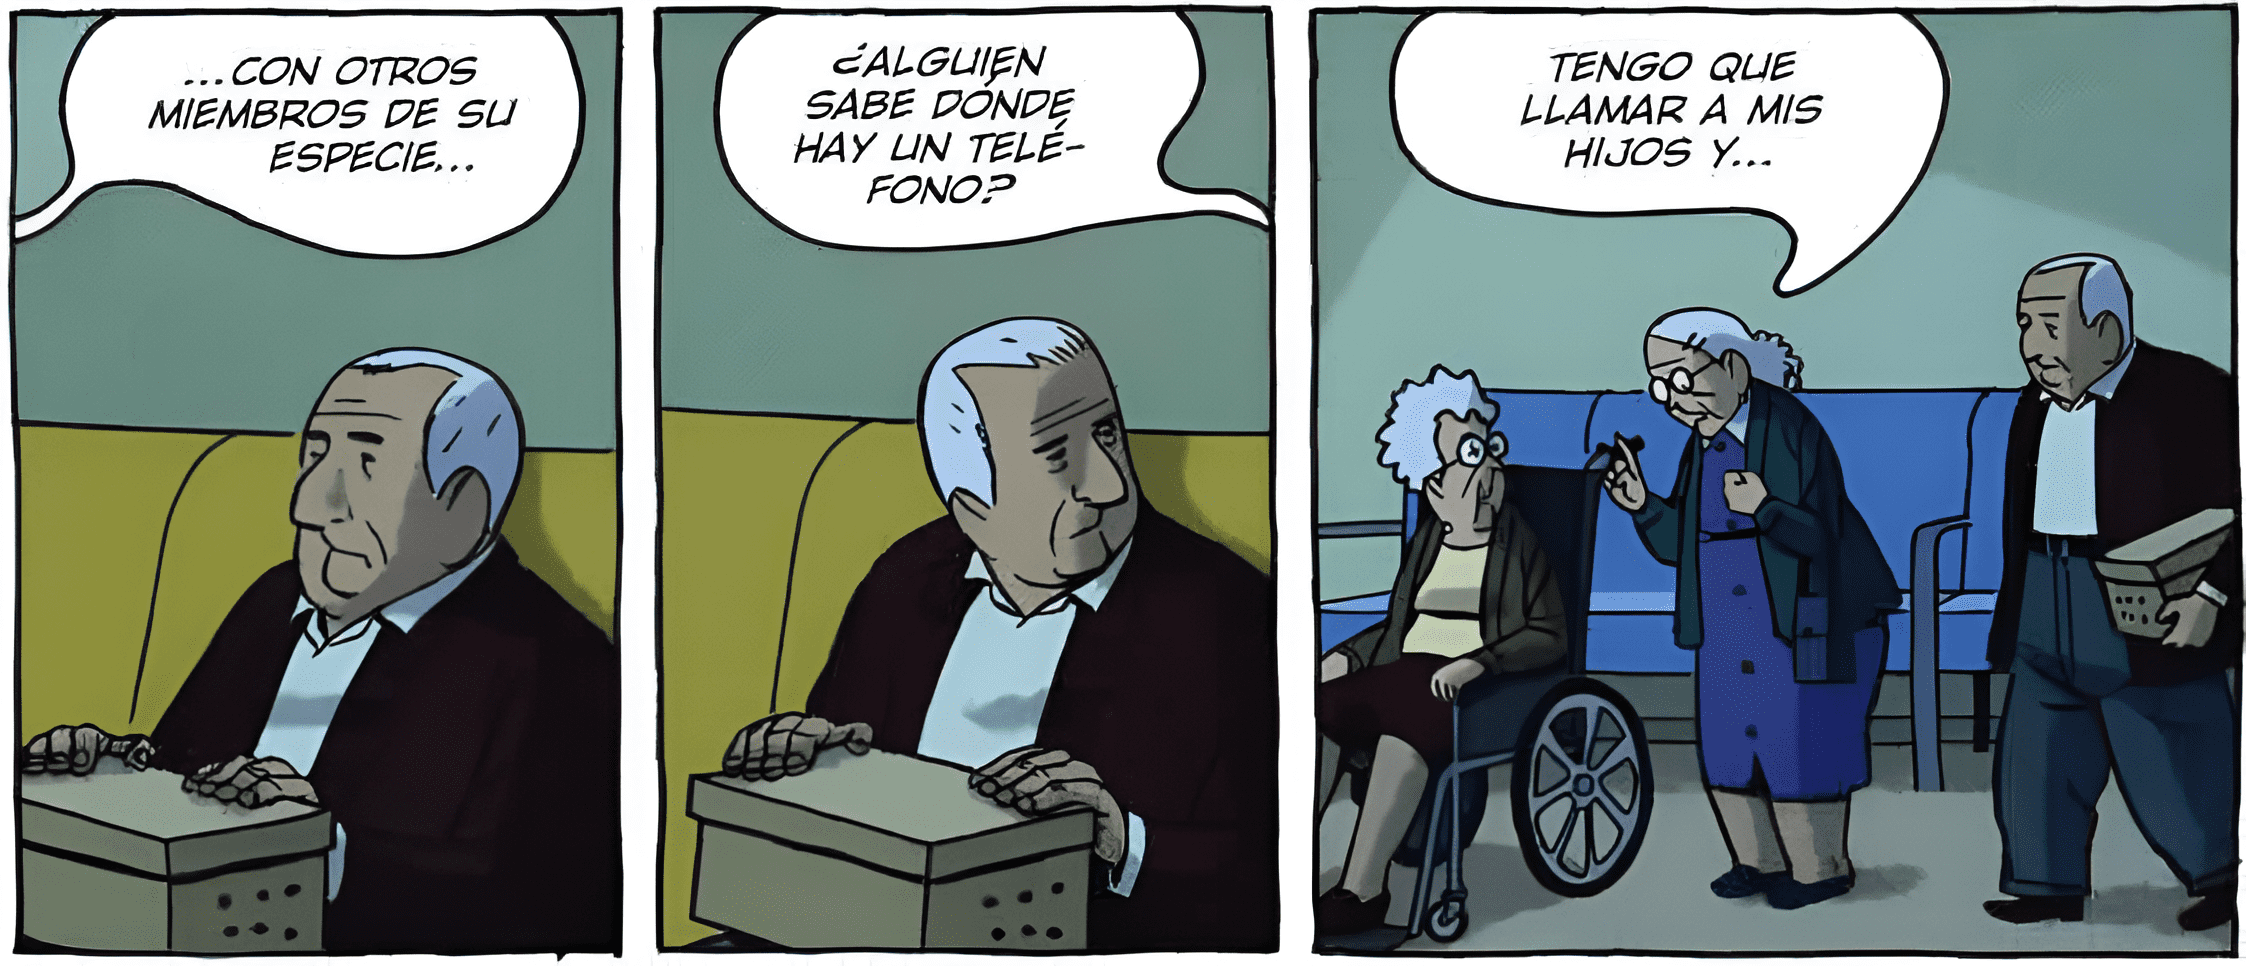 ...CON OTROS
MIEMBROS DE SU
ESPECIE...
¿ALGUIEN
SABE DÓNDE
HAY UN TELÉ-
FONO?
TENGO QUE
LLAMAR A MIS
HIJOS Y...